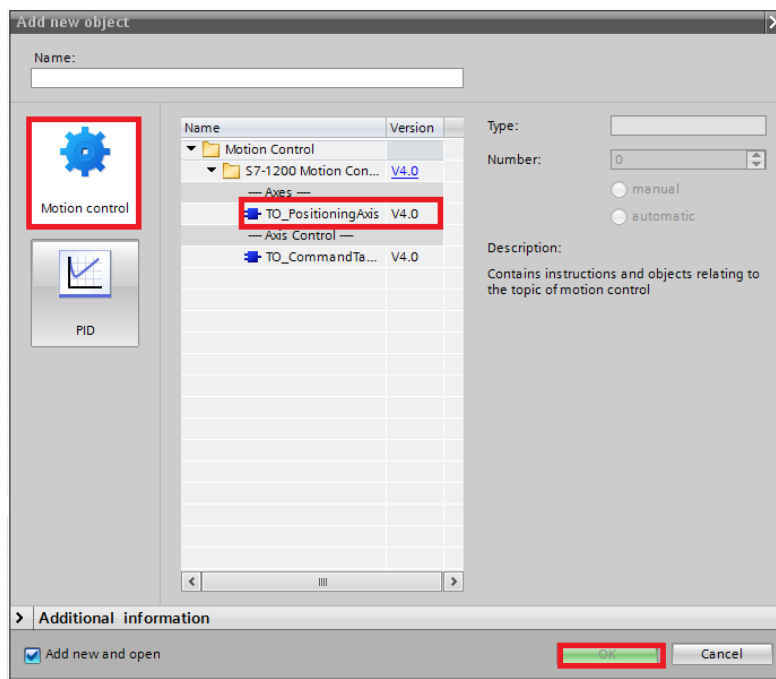 Add new object
Name:
Name Version
Motion Control
S7-1200 Motion Con... V4.0
--- Axes ---
TO_PositioningAxis V4.0
--- Axis Control ---
TO_CommandTa... V4.0
Motion control
PID
Type:
Number: 0
manual
automatic
Description:
Contains instructions and objects relating to
the topic of motion control
Additional information
Add new and open
OK Cancel